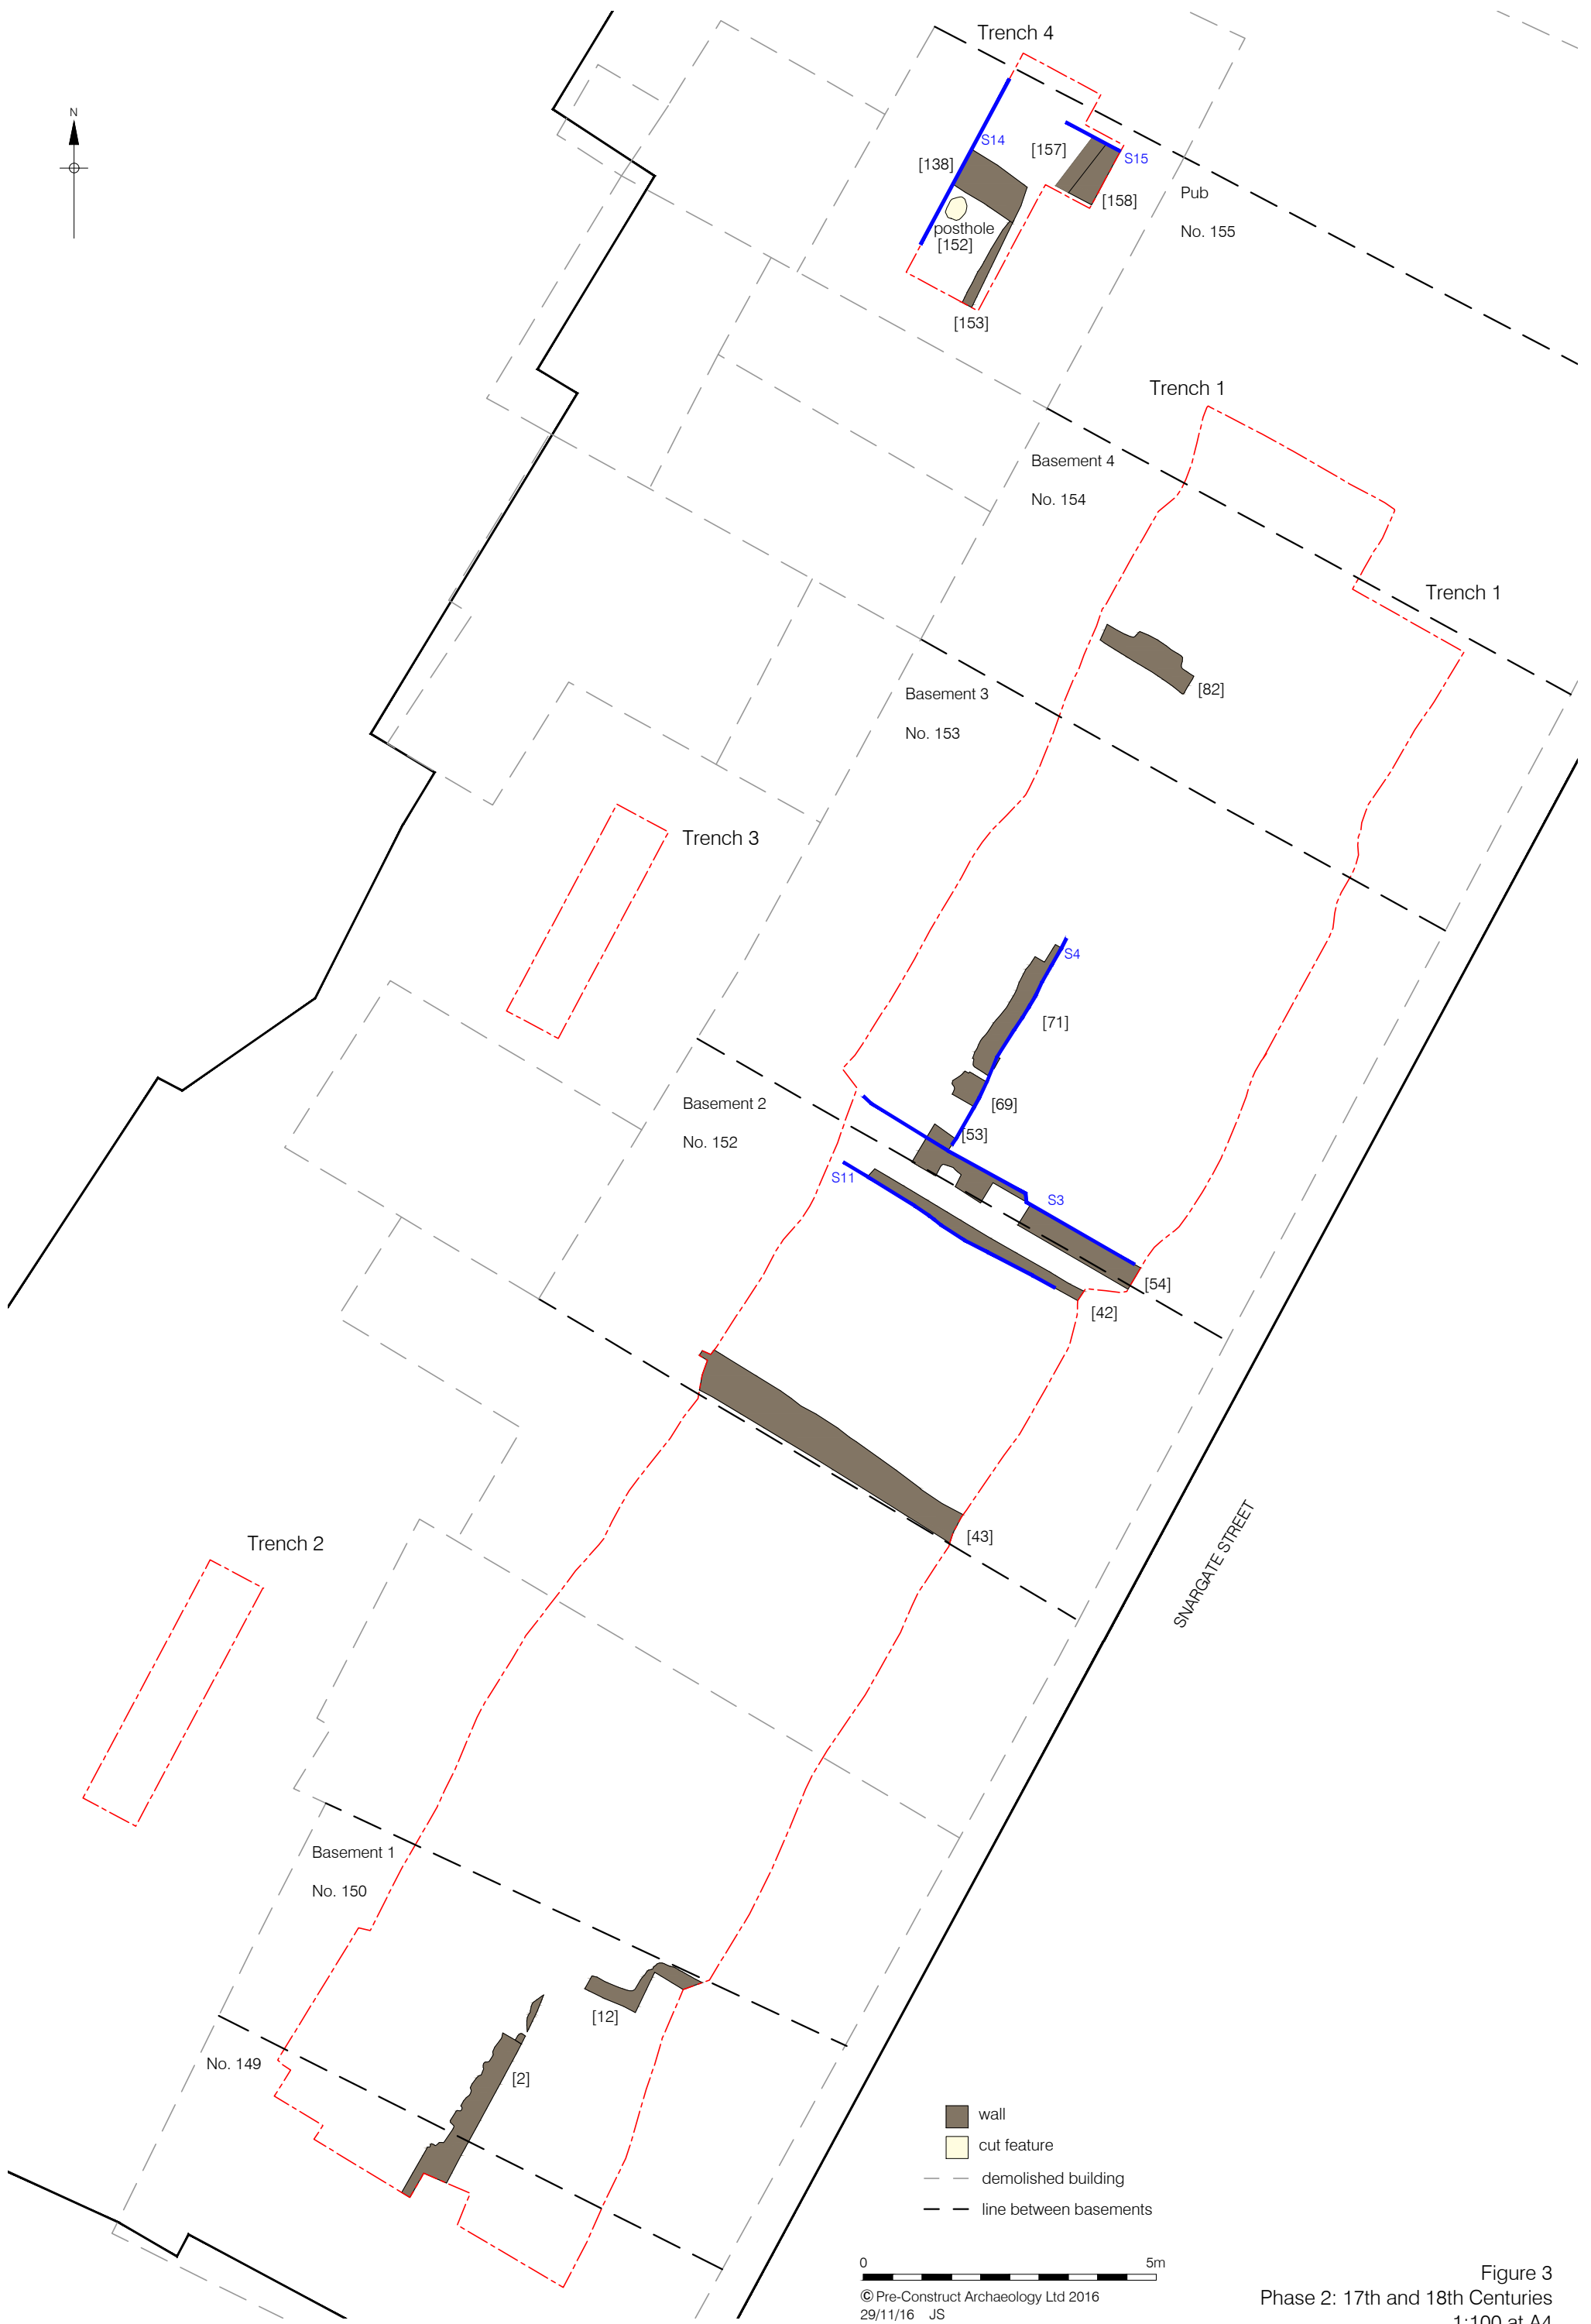 Trench 4
N
S14
[157]
S15
[138]
[158]
Pub
posthole
[152]
No. 155
[153]
Trench 1
Basement 4
No. 154
Trench 1
[82]
Basement 3
No. 153
Trench 3
S4
[71]
Basement 2
[69]
No. 152
[53]
S11
S3
[54]
[42]
[43]
Trench 2
SNARGATE STREET
Basement 1
No. 150
[12]
No. 149
[2]
wall
cut feature
demolished building
line between basements
0 5m
© Pre-Construct Archaeology Ltd 2016
29/11/16 JS
Figure 3
Phase 2: 17th and 18th Centuries
1:100 at A4